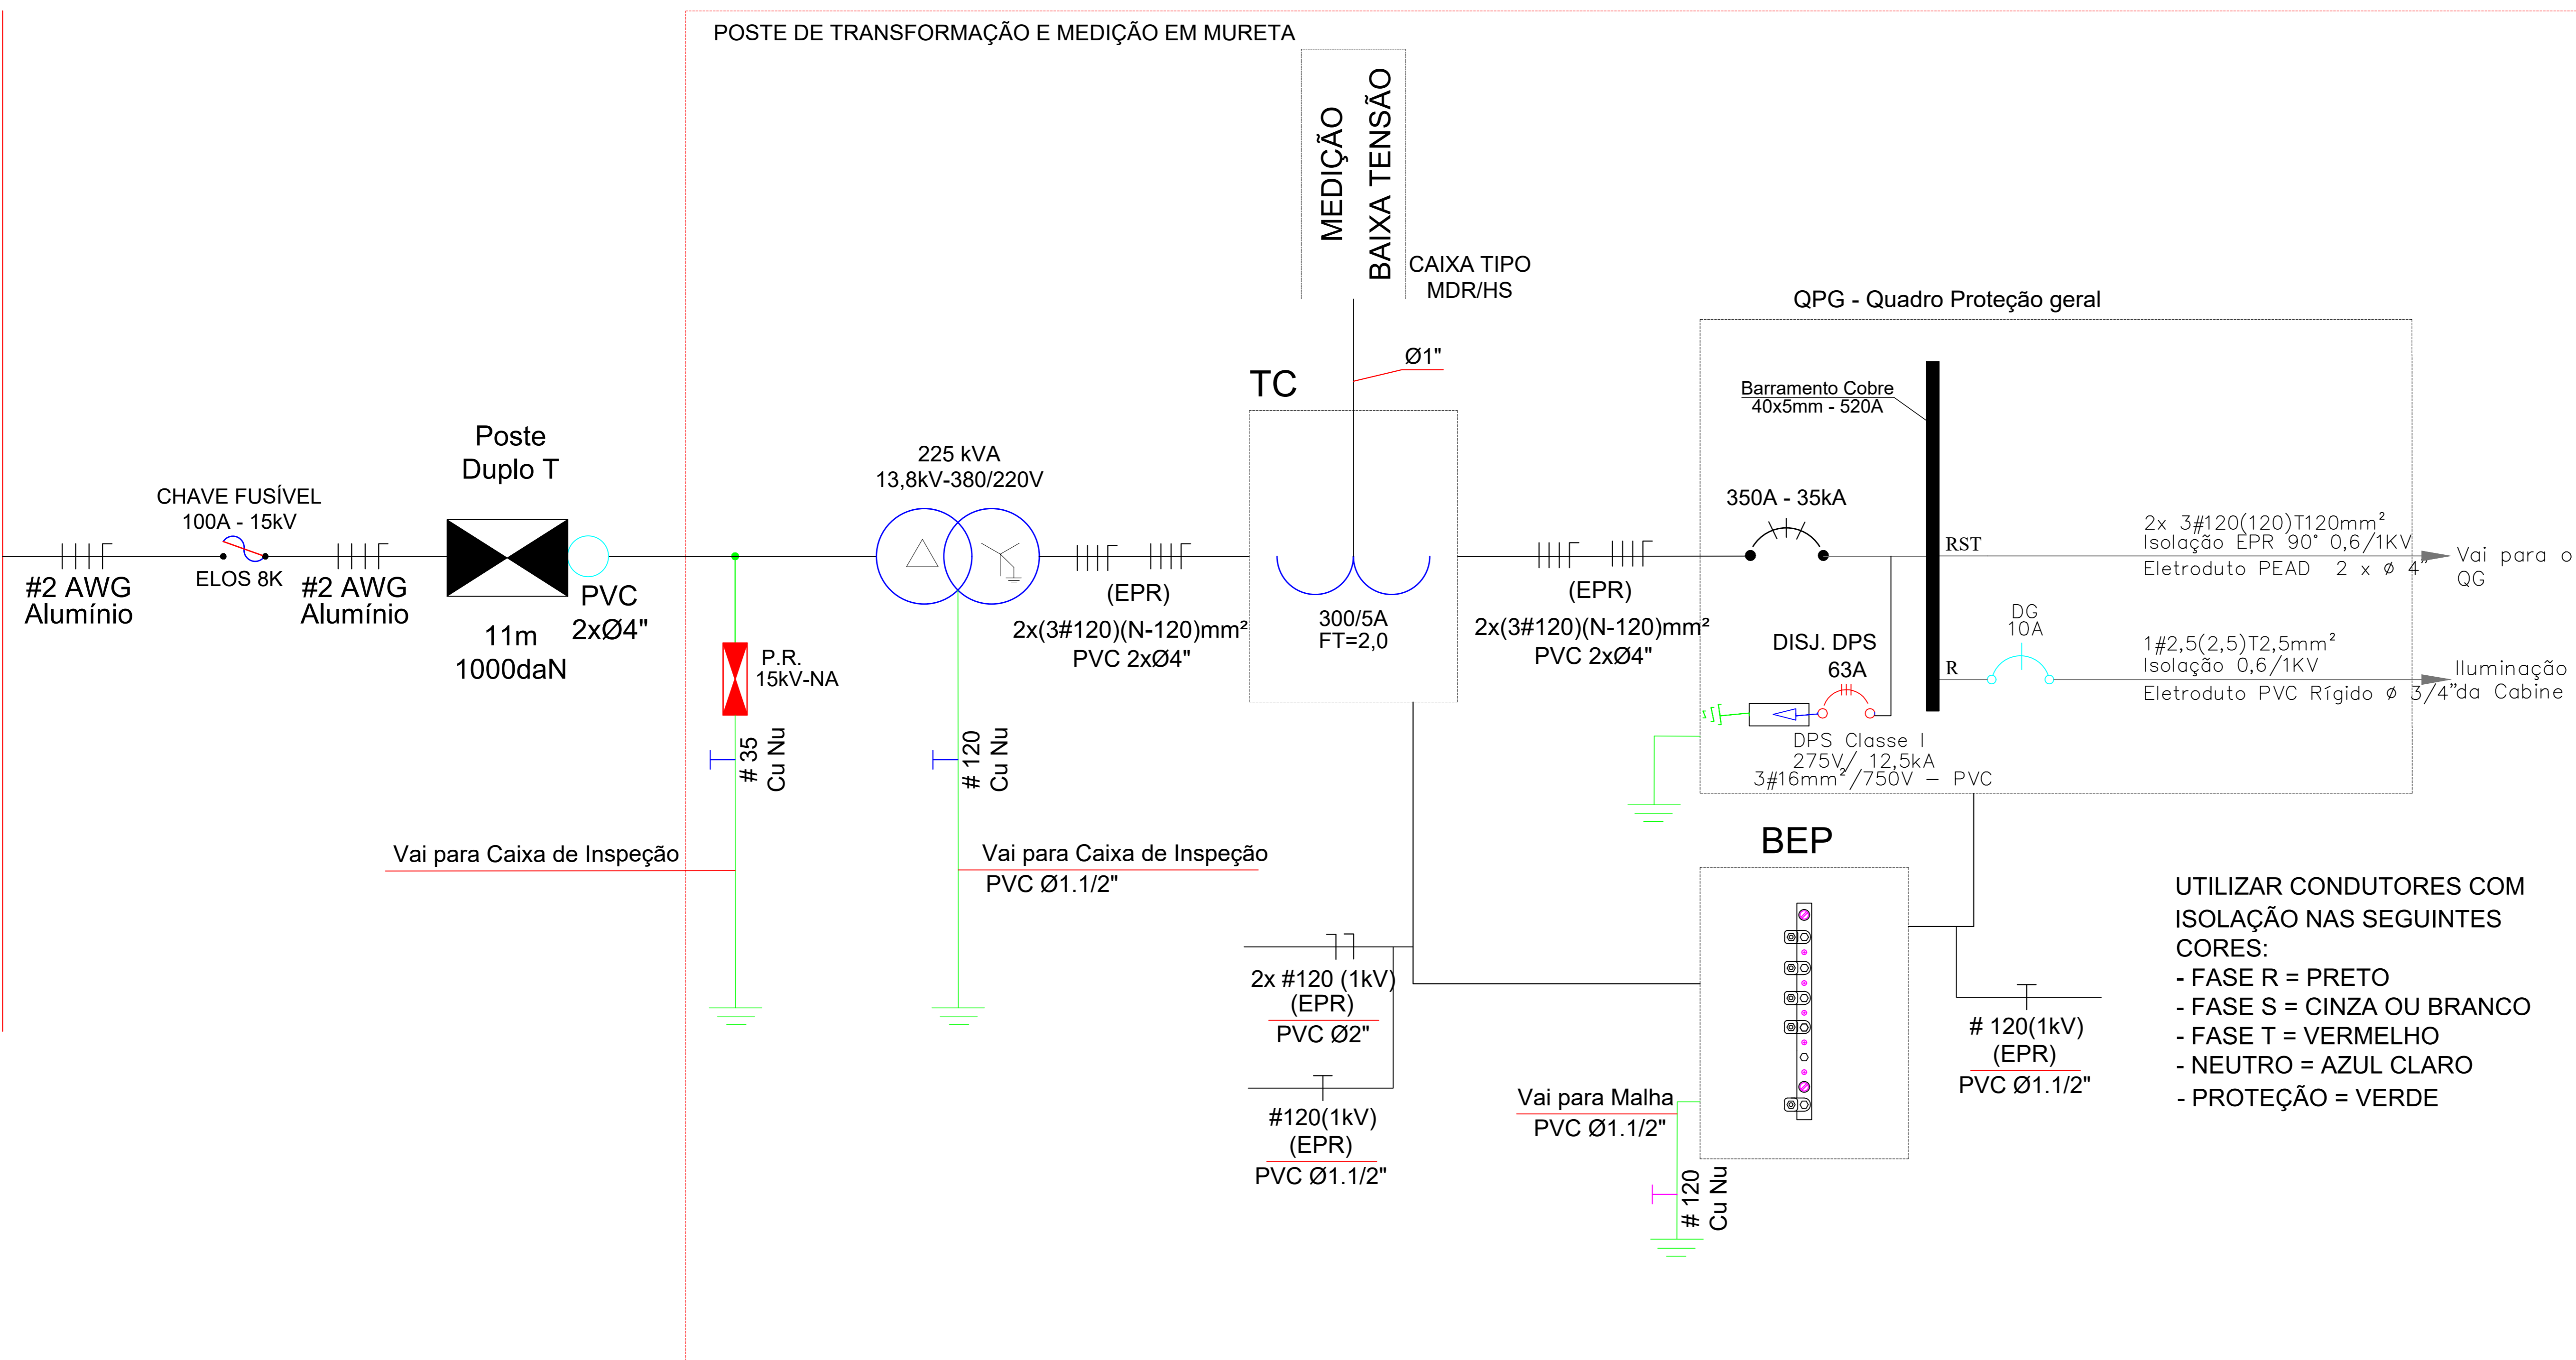 POSTE DE TRANSFORMAÇÃO E MEDIÇÃO EM MURETA
MEDIÇÃO
BAIXA TENSÃO
CAIXA TIPO
MDR/HS
Ø1"
TC
300/5A
FT=2,0
#2 AWG
Alumínio
CHAVE FUSÍVEL
100A - 15kV
ELOS 8K
#2 AWG
Alumínio
Poste
Duplo T
11m
1000daN
PVC
2xØ4"
P.R.
15kV-NA
# 35
Cu Nu
Vai para Caixa de Inspeção
225 kVA
13,8kV-380/220V
# 120
Cu Nu
Vai para Caixa de Inspeção
PVC Ø1.1/2"
(EPR)
2x(3#120)(N-120)mm²
PVC 2xØ4"
(EPR)
2x(3#120)(N-120)mm²
PVC 2xØ4"
QPG - Quadro Proteção geral
Barramento Cobre
40x5mm - 520A
350A - 35kA
RST
2x 3#120(120)T120mm²
Isolação EPR 90° 0,6/1KV
Eletroduto PEAD 2 x ø 4"
Vai para o
QG
DG
10A
R
1#2,5(2,5)T2,5mm²
Isolação 0,6/1KV
Eletroduto PVC Rígido ø 3/4"
Iluminação
da Cabine
DISJ. DPS
63A
DPS Classe I
275V/ 12,5kA
3#16mm²/750V – PVC
BEP
2x #120 (1kV)
(EPR)
PVC Ø2"
#120(1kV)
(EPR)
PVC Ø1.1/2"
Vai para Malha
PVC Ø1.1/2"
# 120
Cu Nu
# 120(1kV)
(EPR)
PVC Ø1.1/2"
UTILIZAR CONDUTORES COM
ISOLAÇÃO NAS SEGUINTES
CORES:
- FASE R = PRETO
- FASE S = CINZA OU BRANCO
- FASE T = VERMELHO
- NEUTRO = AZUL CLARO
- PROTEÇÃO = VERDE